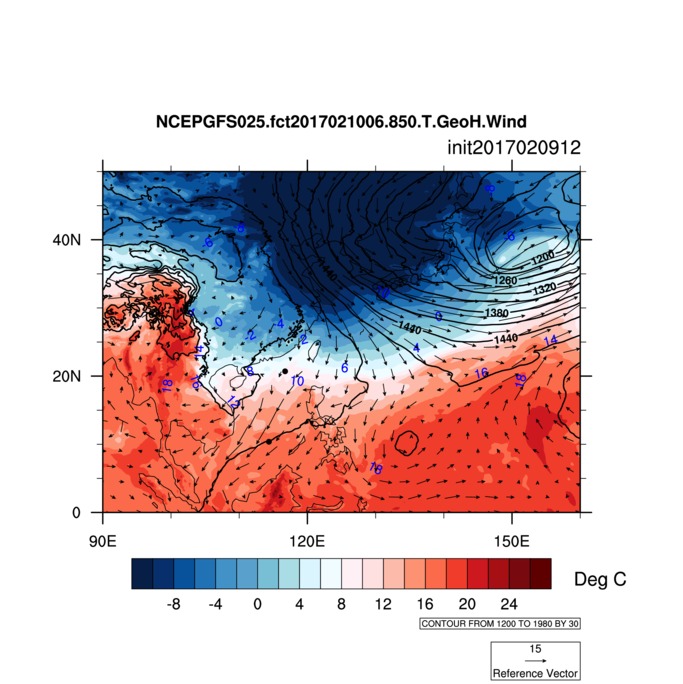 NCEPGFS025.fct2017021006.850.T.GeoH.Wind
init2017020912
40N
20N
0
90E 120E 150E
1200
1260
1320
1380
1440
1440
1440
-8 -4 0 4 8 12 16 20 24
Deg C
CONTOUR FROM 1200 TO 1980 BY 30
15
Reference Vector